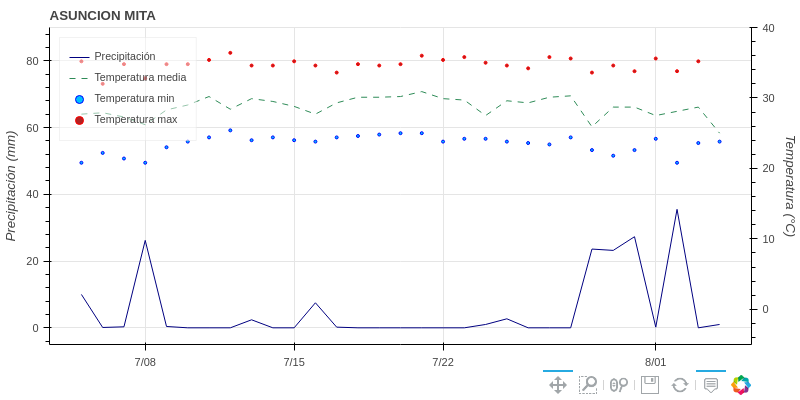 ASUNCION MITA
Precipitación
Temperatura media
Temperatura min
Temperatura max
Precipitación (mm)
80
60
40
20
0
Temperatura (°C)
40
30
20
10
0
7/08
7/15
7/22
8/01